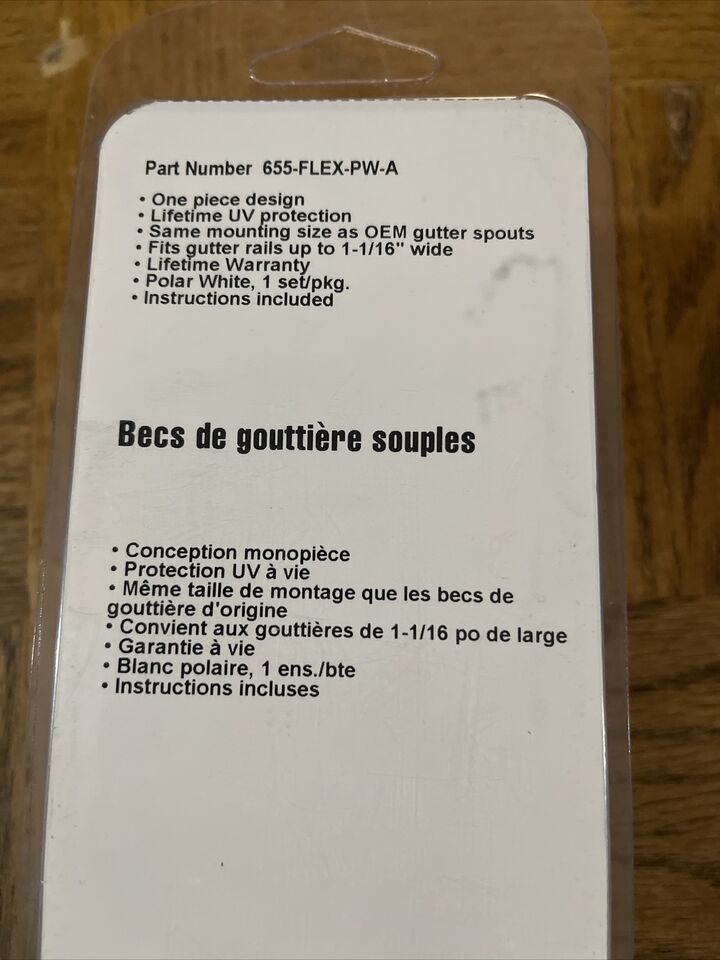 Part Number 655-FLEX-PW-A
• One piece design
• Lifetime UV protection
• Same mounting size as OEM gutter spouts
• Fits gutter rails up to 1-1/16" wide
• Lifetime Warranty
• Polar White, 1 set/pkg.
• Instructions included
Becs de gouttière souples
• Conception monopièce
• Protection UV à vie
• Même taille de montage que les becs de
gouttière d'origine
• Convient aux gouttières de 1-1/16 po de large
• Garantie à vie
• Blanc polaire, 1 ens./bte
• Instructions incluses